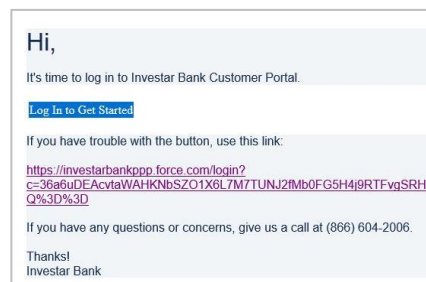 Hi,
It's time to log in to Investar Bank Customer Portal.
Log In to Get Started
If you have trouble with the button, use this link:
https://investarbankppp.force.com/login?
c=36a6uDEAcvtaWAHKNbSZO1X6L7M7TUNJ2fMb0FG5H4j9RTFvgSRH
Q%3D%3D
If you have any questions or concerns, give us a call at (866) 604-2006.
Thanks!
Investar Bank